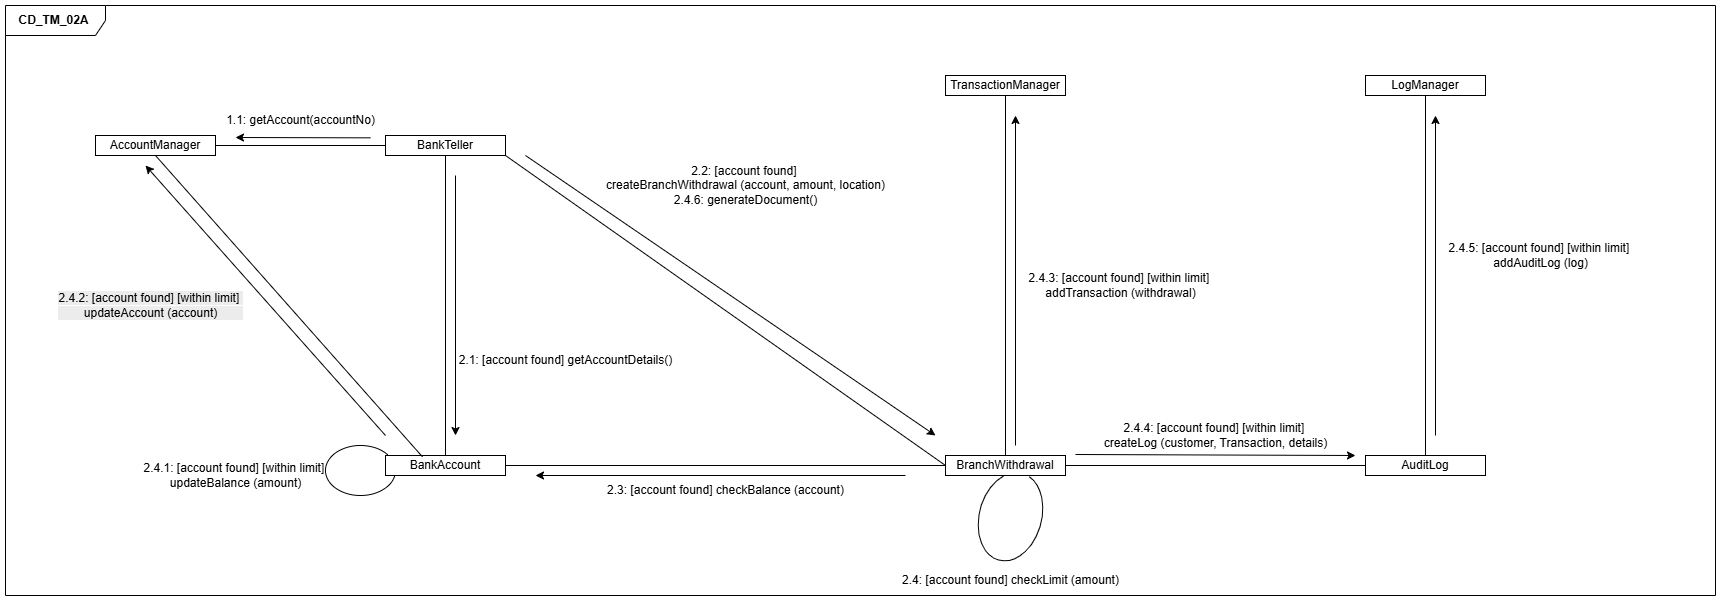 CD_TM_02A
TransactionManager
LogManager
1.1: getAccount(accountNo)
AccountManager
BankTeller
2.2: [account found]
createBranchWithdrawal (account, amount, location)
2.4.6: generateDocument()
2.4.5: [account found] [within limit]
addAuditLog (log)
2.4.3: [account found] [within limit]
addTransaction (withdrawal)
2.4.2: [account found] [within limit]
updateAccount (account)
2.1: [account found] getAccountDetails()
2.4.4: [account found] [within limit]
createLog (customer, Transaction, details)
2.4.1: [account found] [within limit]
updateBalance (amount)
BankAccount
BranchWithdrawal
AuditLog
2.3: [account found] checkBalance (account)
2.4: [account found] checkLimit (amount)